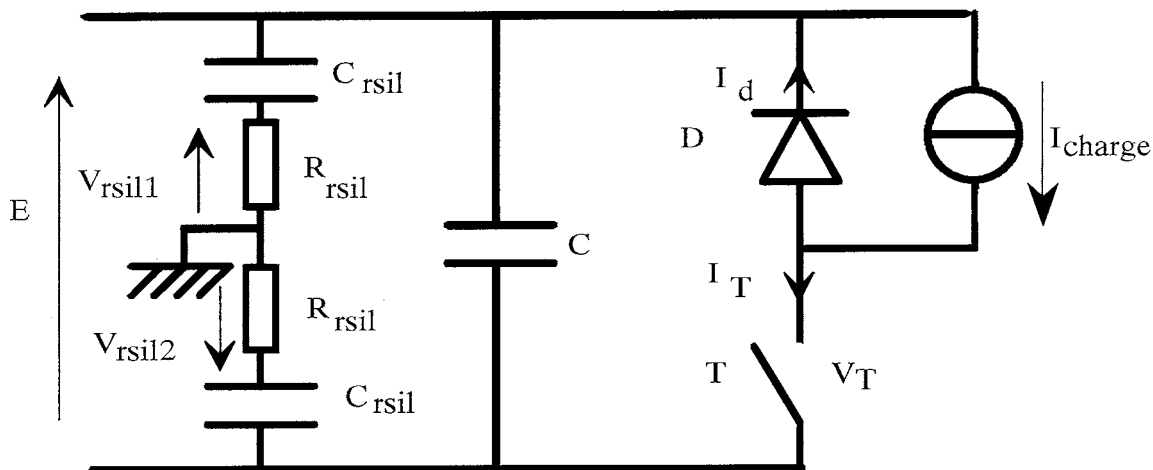 C rsil
I d
V rsil1
R rsil
D
I charge
E
C
R rsil
I T
V rsil2
T
V T
C rsil